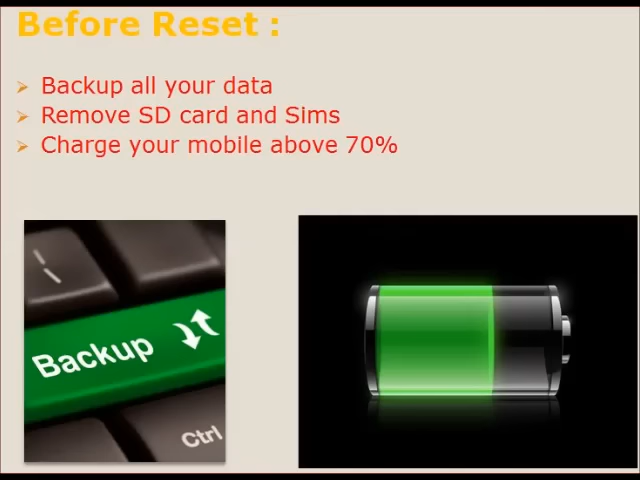 Before Reset :
Backup all your data
Remove SD card and Sims
Charge your mobile above 70%
Backup
Ctrl